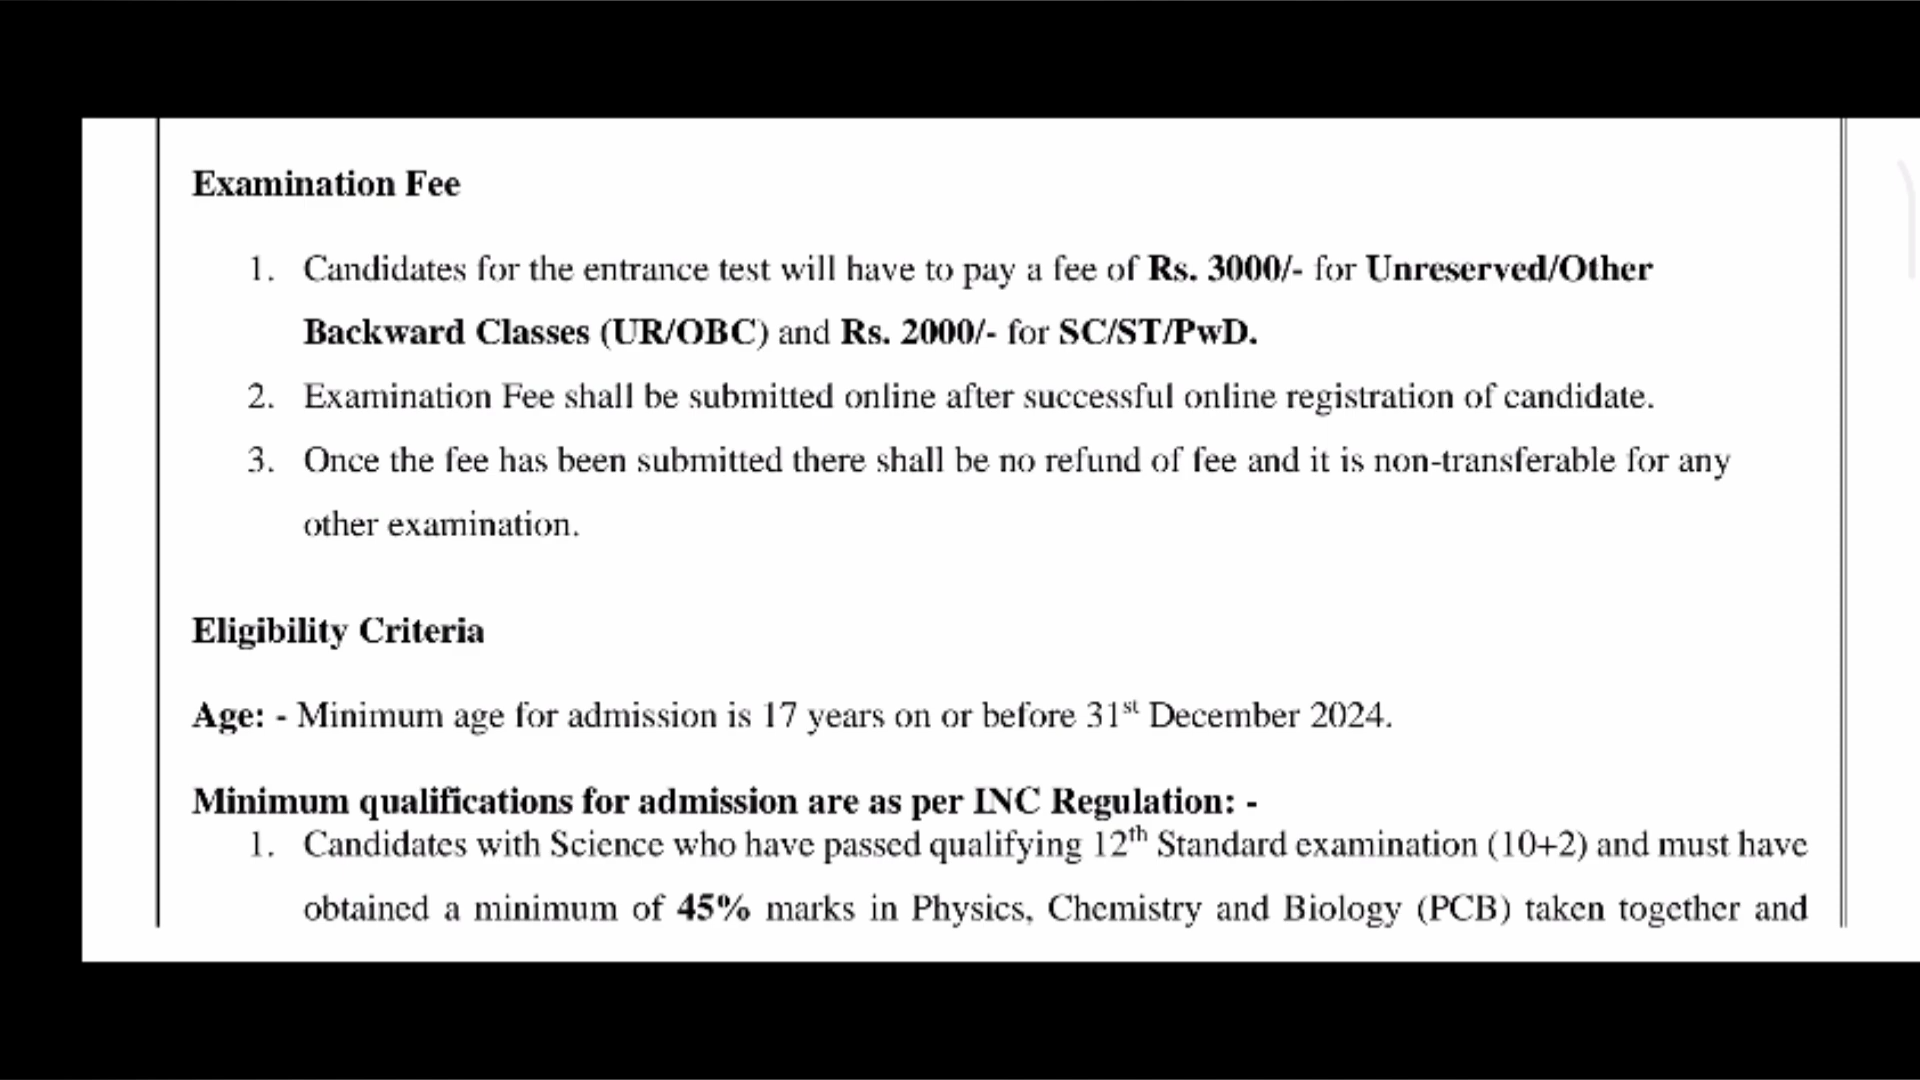 Examination Fee
1. Candidates for the entrance test will have to pay a fee of Rs. 3000/- for Unreserved/Other
Backward Classes (UR/OBC) and Rs. 2000/- for SC/ST/PwD.
2. Examination Fee shall be submitted online after successful online registration of candidate.
3. Once the fee has been submitted there shall be no refund of fee and it is non-transferable for any
other examination.
Eligibility Criteria
Age: - Minimum age for admission is 17 years on or before 31st December 2024.
Minimum qualifications for admission are as per INC Regulation: -
1. Candidates with Science who have passed qualifying 12th Standard examination (10+2) and must have
obtained a minimum of 45% marks in Physics, Chemistry and Biology (PCB) taken together and